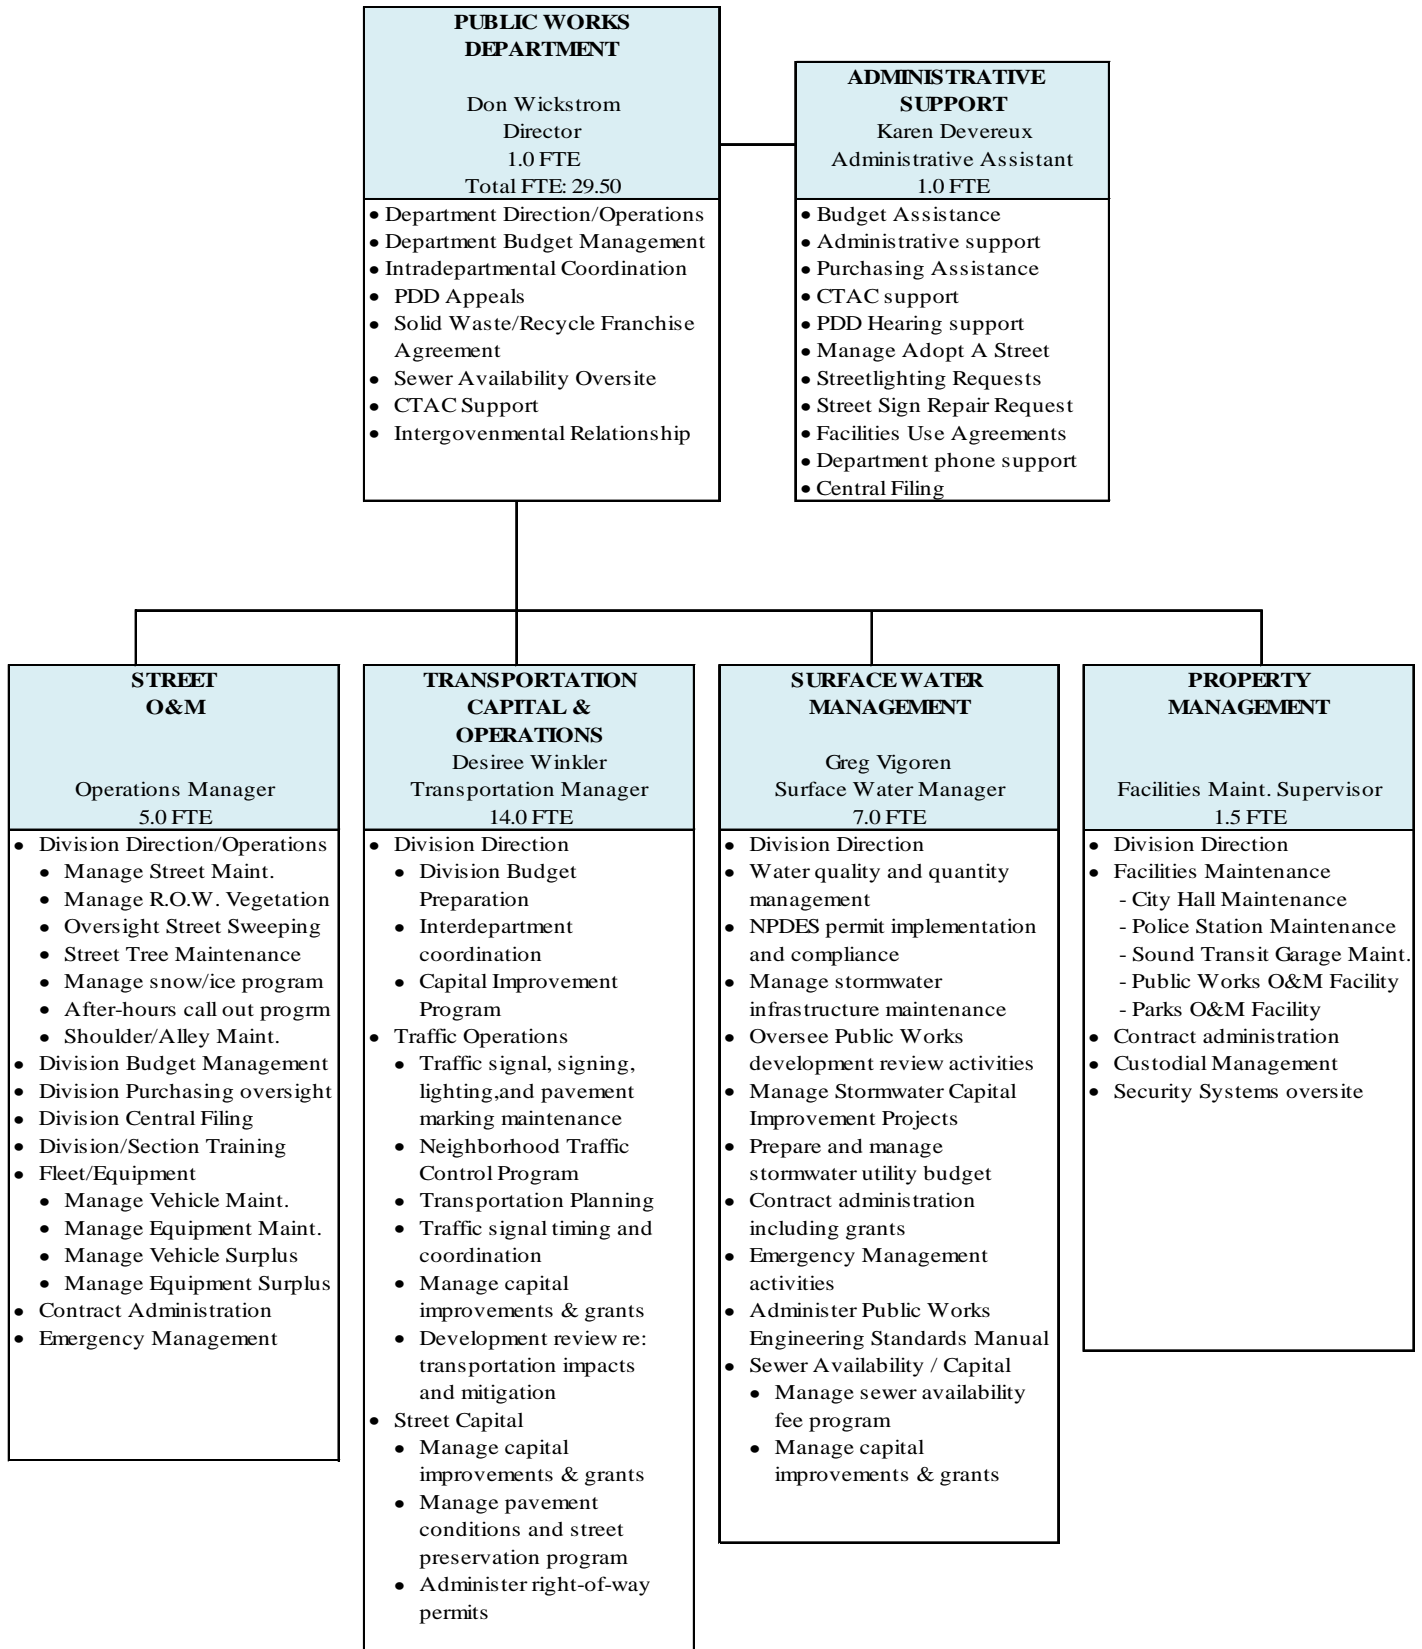 PUBLIC WORKS
DEPARTMENT
Don Wickstrom
Director
1.0 FTE
Total FTE: 29.50
• Department Direction/Operations
• Department Budget Management
• Intradepartmental Coordination
• PDD Appeals
• Solid Waste/Recycle Franchise
Agreement
• Sewer Availability Oversite
• CTAC Support
• Intergovenmental Relationship
ADMINISTRATIVE
SUPPORT
Karen Devereux
Administrative Assistant
1.0 FTE
• Budget Assistance
• Administrative support
• Purchasing Assistance
• CTAC support
• PDD Hearing support
• Manage Adopt A Street
• Streetlighting Requests
• Street Sign Repair Request
• Facilities Use Agreements
• Department phone support
• Central Filing
STREET
O&M
Operations Manager
5.0 FTE
• Division Direction/Operations
• Manage Street Maint.
• Manage R.O.W. Vegetation
• Oversight Street Sweeping
• Street Tree Maintenance
• Manage snow/ice program
• After-hours call out progrm
• Shoulder/Alley Maint.
• Division Budget Management
• Division Purchasing oversight
• Division Central Filing
• Division/Section Training
• Fleet/Equipment
• Manage Vehicle Maint.
• Manage Equipment Maint.
• Manage Vehicle Surplus
• Manage Equipment Surplus
• Contract Administration
• Emergency Management
TRANSPORTATION
CAPITAL &
OPERATIONS
Desiree Winkler
Transportation Manager
14.0 FTE
• Division Direction
• Division Budget
Preparation
• Interdepartment
coordination
• Capital Improvement
Program
• Traffic Operations
• Traffic signal, signing,
lighting,and pavement
marking maintenance
• Neighborhood Traffic
Control Program
• Transportation Planning
• Traffic signal timing and
coordination
• Manage capital
improvements & grants
• Development review re:
transportation impacts
and mitigation
• Street Capital
• Manage capital
improvements & grants
• Manage pavement
conditions and street
preservation program
• Administer right-of-way
permits
SURFACE WATER
MANAGEMENT
Greg Vigoren
Surface Water Manager
7.0 FTE
• Division Direction
• Water quality and quantity
management
• NPDES permit implementation
and compliance
• Manage stormwater
infrastructure maintenance
• Oversee Public Works
development review activities
• Manage Stormwater Capital
Improvement Projects
• Prepare and manage
stormwater utility budget
• Contract administration
including grants
• Emergency Management
activities
• Administer Public Works
Engineering Standards Manual
• Sewer Availability / Capital
• Manage sewer availability
fee program
• Manage capital
improvements & grants
PROPERTY
MANAGEMENT
Facilities Maint. Supervisor
1.5 FTE
• Division Direction
• Facilities Maintenance
- City Hall Maintenance
- Police Station Maintenance
- Sound Transit Garage Maint.
- Public Works O&M Facility
- Parks O&M Facility
• Contract administration
• Custodial Management
• Security Systems oversite